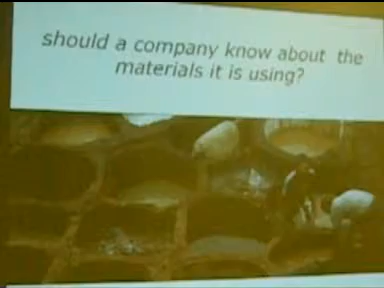 should a company know about the
materials it is using?